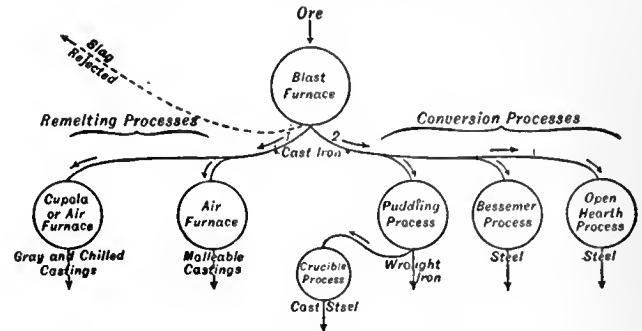 Ore
Slag
Rejected
Blast
Furnace
Remelting Processes
Conversion Processes
1
2
Cast Iron
Cupola
or Air
Furnace
Air
Furnace
Puddling
Process
Bessemer
Process
Open
Hearth
Process
Gray and Chilled
Castings
Malleable
Castings
Crucible
Process
Wrought
Iron
Steel
Steel
Cast Steel